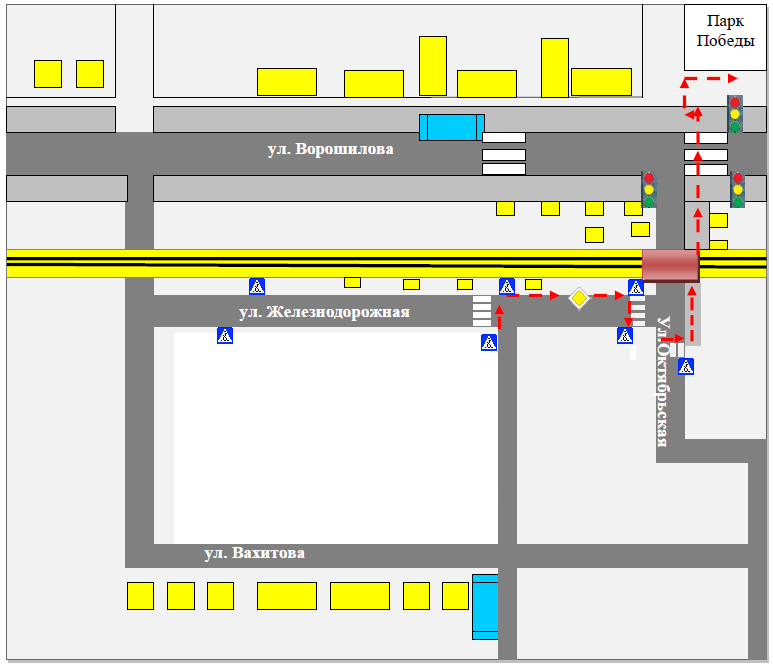 Парк
Победы
ул. Ворошилова
ул. Железнодорожная
Ул.Октябрьская
ул. Вахитова